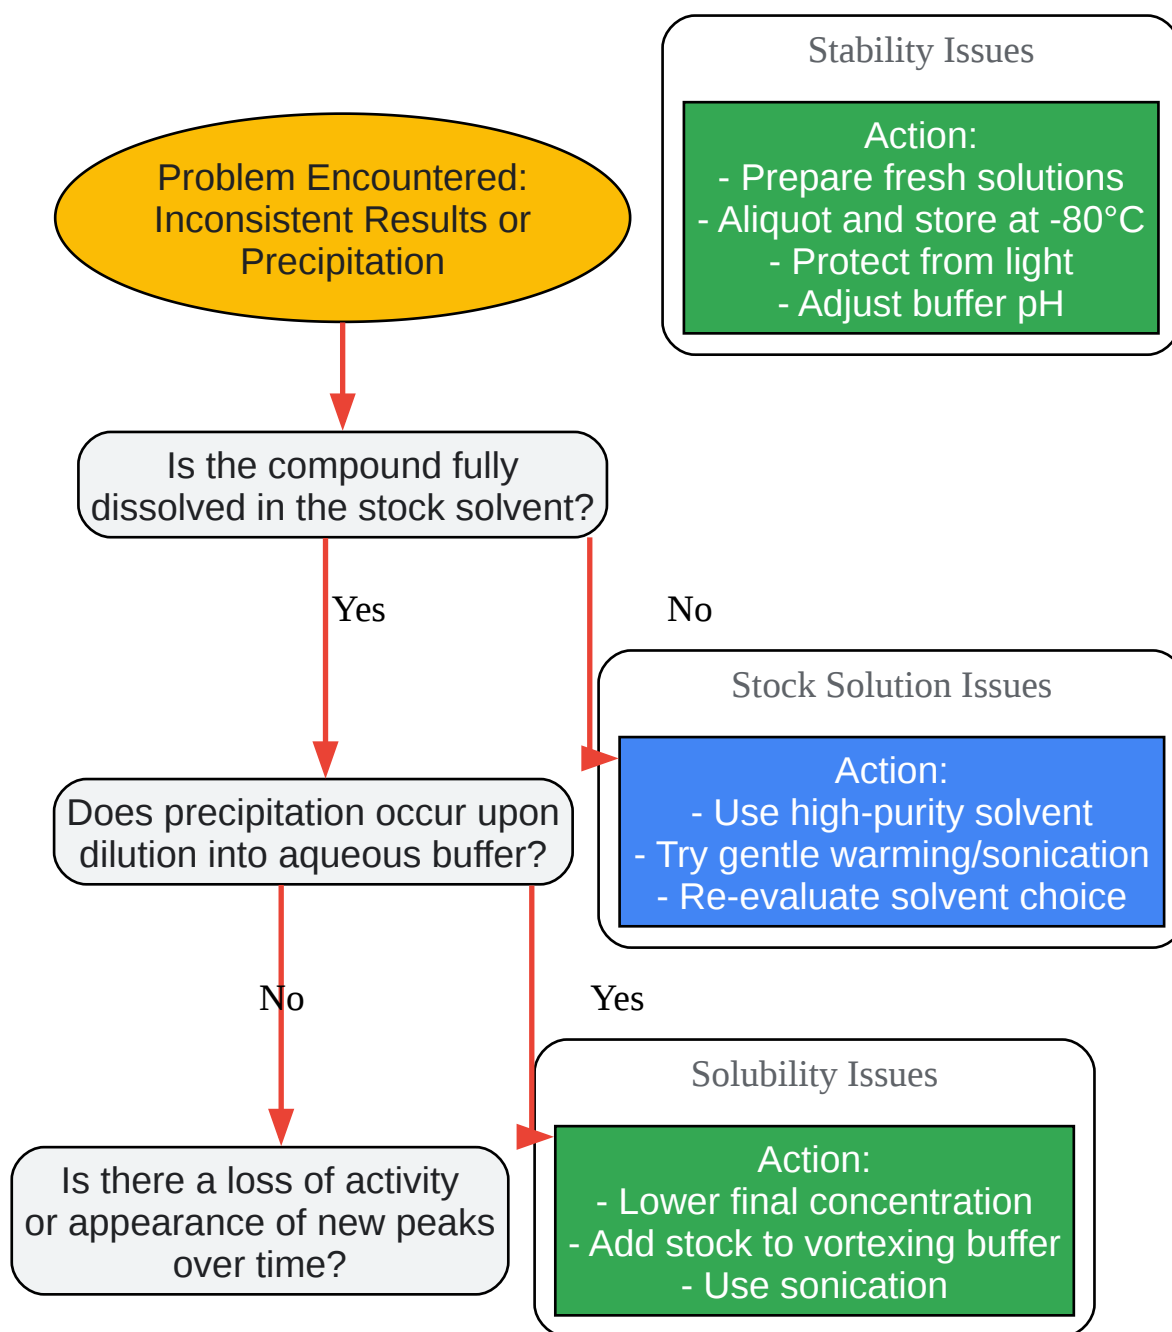 Stability Issues
Action:
- Prepare fresh solutions
- Aliquot and store at -80°C
- Protect from light
- Adjust buffer pH
Problem Encountered:
Inconsistent Results or
Precipitation
Is the compound fully
dissolved in the stock solvent?
Yes
No
Stock Solution Issues
Action:
- Use high-purity solvent
- Try gentle warming/sonication
- Re-evaluate solvent choice
Does precipitation occur upon
dilution into aqueous buffer?
No
Yes
Solubility Issues
Action:
- Lower final concentration
- Add stock to vortexing buffer
- Use sonication
Is there a loss of activity
or appearance of new peaks
over time?